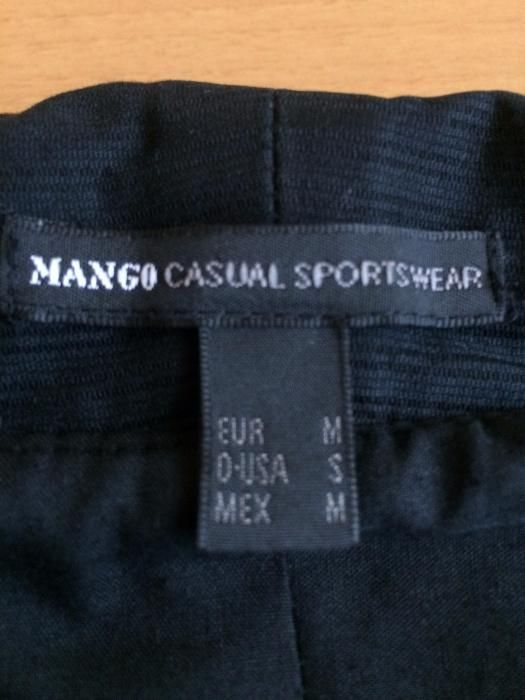 MANGO CASUAL SPORTSWEAR
EUR M
D-USA S
MEX M